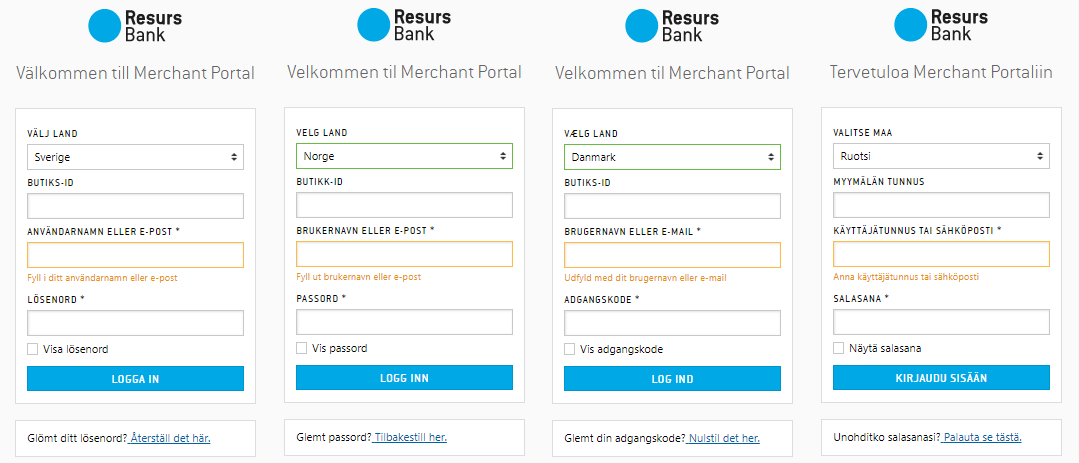 Resurs
Bank
Välkommen till Merchant Portal
VÄLJ LAND
Sverige
BUTIKS-ID
ANVÄNDARNAMN ELLER E-POST *
Fyll i ditt användarnamn eller e-post
LÖSENORD *
Visa lösenord
LOGGA IN
Glömt ditt lösenord? Återställ det här.
Resurs
Bank
Velkommen til Merchant Portal
VELG LAND
Norge
BUTIKK-ID
BRUKERNAVN ELLER E-POST *
Fyll ut brukernavn eller e-post
PASSORD *
Vis passord
LOGG INN
Glemt passord? Tilbakestill her.
Resurs
Bank
Velkommen til Merchant Portal
VÆLG LAND
Danmark
BUTIKS-ID
BRUGERNAVN ELLER E-MAIL *
Udfyld med dit brugernavn eller e-mail
ADGANGSKODE *
Vis adgangskode
LOG IND
Glemt din adgangskode? Nulstil det her.
Resurs
Bank
Tervetuloa Merchant Portaliin
VALITSE MAA
Ruotsi
MYYMÄLÄN TUNNUS
KÄYTTÄJÄTUNNUS TAI SÄHKÖPOSTI *
Anna käyttäjätunnus tai sähköposti
SALASANA *
Näytä salasana
KIRJAUDU SISÄÄN
Unohditko salasanasi? Palauta se tästä.